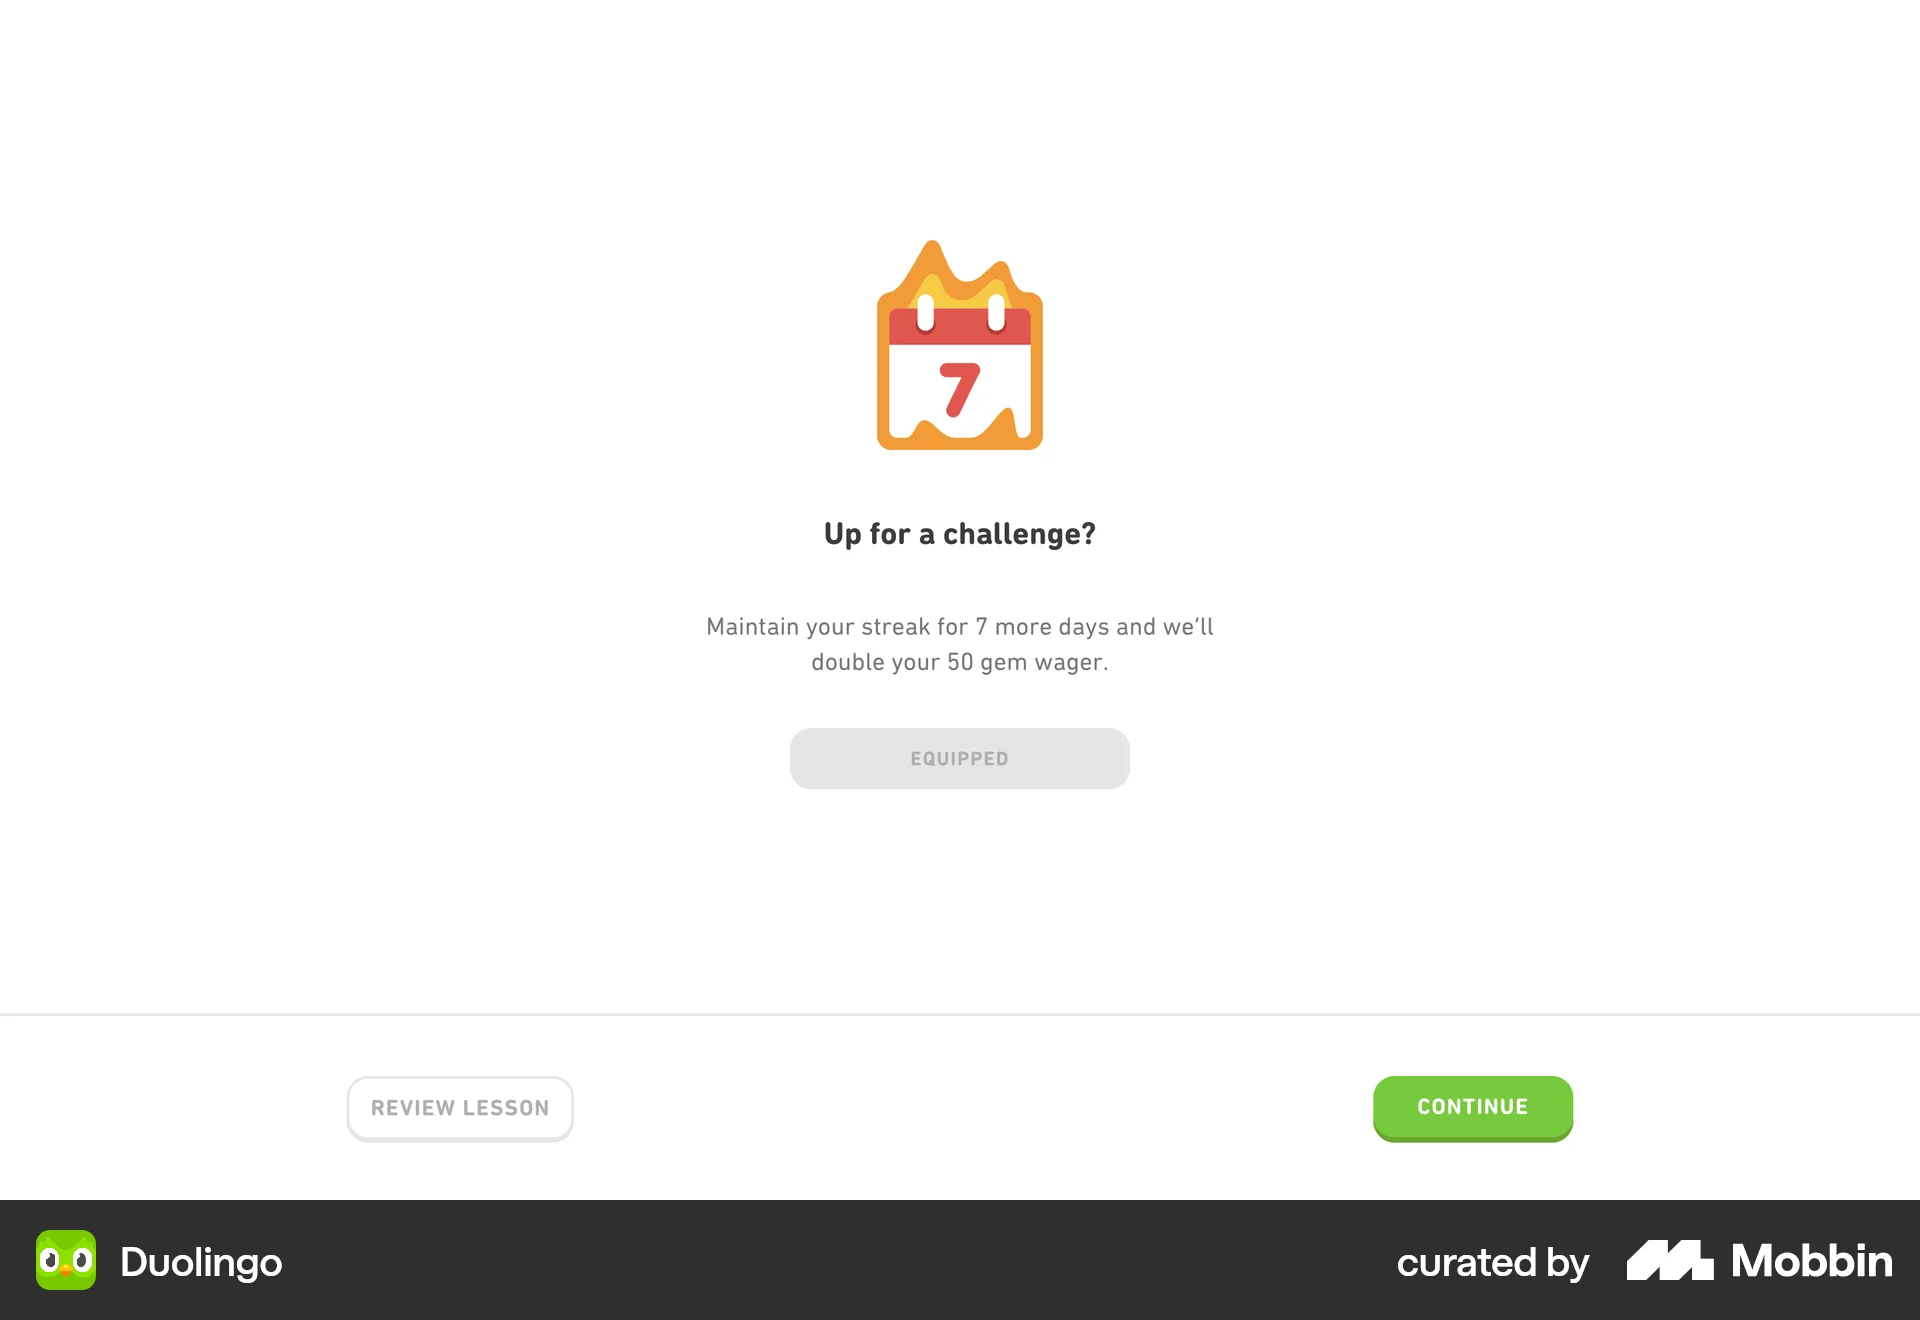 7
Up for a challenge?
Maintain your streak for 7 more days and we’ll
double your 50 gem wager.
EQUIPPED
REVIEW LESSON
CONTINUE
Duolingo
curated by Mobbin